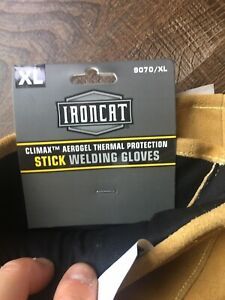 XL
9070/XL
IRONCAT
CLIMAX™ AEROGEL THERMAL PROTECTION
STICK WELDING GLOVES